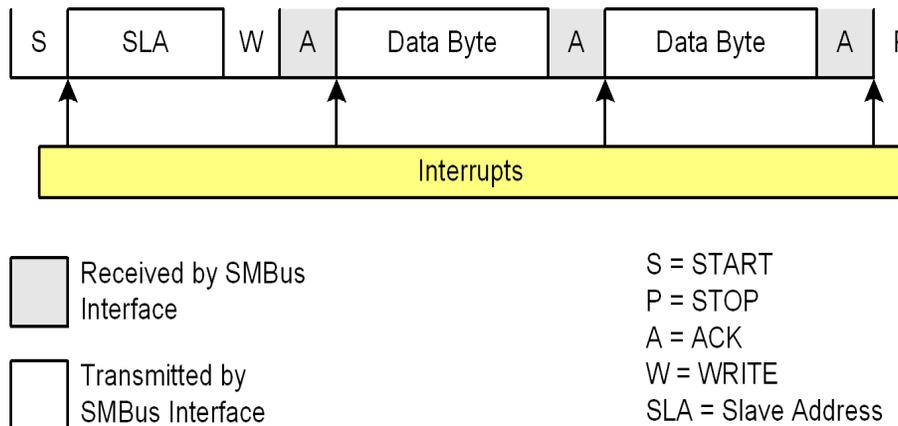 S SLA W A Data Byte A Data Byte A P
Interrupts
Received by SMBus
Interface
Transmitted by
SMBus Interface
S = START
P = STOP
A = ACK
W = WRITE
SLA = Slave Address